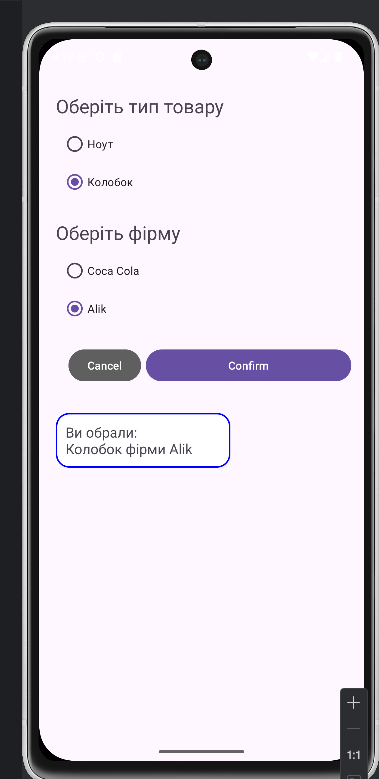 Оберіть тип товару
Ноут
Колобок
Оберіть фірму
Coca Cola
Alik
Cancel Confirm
Ви обрали:
Колобок фірми Alik
1:1